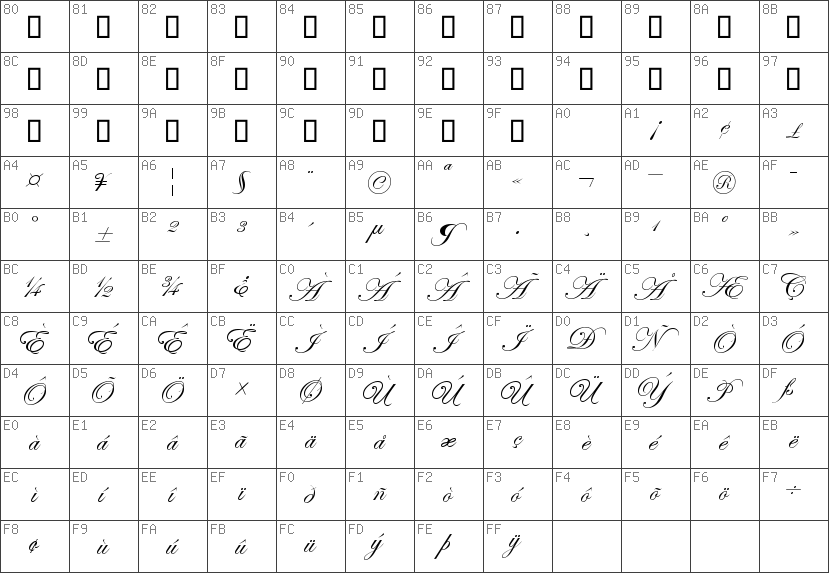 80 81 82 83 84 85 86 87 88 89 8A 8B
▯ ▯ ▯ ▯ ▯ ▯ ▯ ▯ ▯ ▯ ▯ ▯
8C 8D 8E 8F 90 91 92 93 94 95 96 97
▯ ▯ ▯ ▯ ▯ ▯ ▯ ▯ ▯ ▯ ▯ ▯
98 99 9A 9B 9C 9D 9E 9F A0 A1 A2 A3
▯ ▯ ▯ ▯ ▯ ▯ ▯ ▯ ¡ ¢ £
A4 A5 A6 A7 A8 A9 AA AB AC AD AE AF
¤ ¥ ¦ § ¨ © ª « ¬ — ® ¯
B0 B1 B2 B3 B4 B5 B6 B7 B8 B9 BA BB
° ± ² ³ ´ µ ¶ · ¸ ¹ º »
BC BD BE BF C0 C1 C2 C3 C4 C5 C6 C7
¼ ½ ¾ ¿ À Á Â Ã Ä Å Æ Ç
C8 C9 CA CB CC CD CE CF D0 D1 D2 D3
È É Ê Ë Ì Í Î Ï Ð Ñ Ò Ó
D4 D5 D6 D7 D8 D9 DA DB DC DD DE DF
Ô Õ Ö × Ø Ù Ú Û Ü Ý Þ ß
E0 E1 E2 E3 E4 E5 E6 E7 E8 E9 EA EB
à á â ã ä å æ ç è é ê ë
EC ED EE EF F0 F1 F2 F3 F4 F5 F6 F7
ì í î ï ð ñ ò ó ô õ ö ÷
F8 F9 FA FB FC FD FE FF
ø ù ú û ü ý þ ÿ